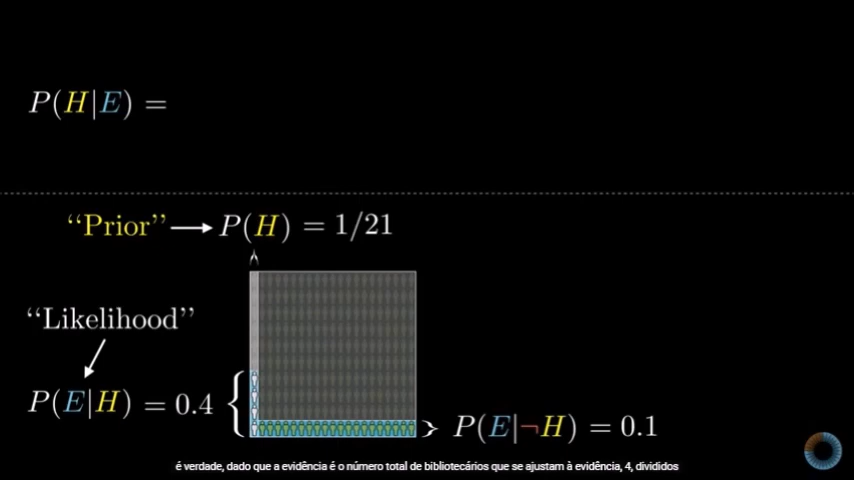 P(H|E) =
“Prior” → P(H) = 1/21
“Likelihood”
P(E|H) = 0.4
P(E|¬H) = 0.1
é verdade, dado que a evidência é o número total de bibliotecários que se ajustam à evidência, 4, divididos